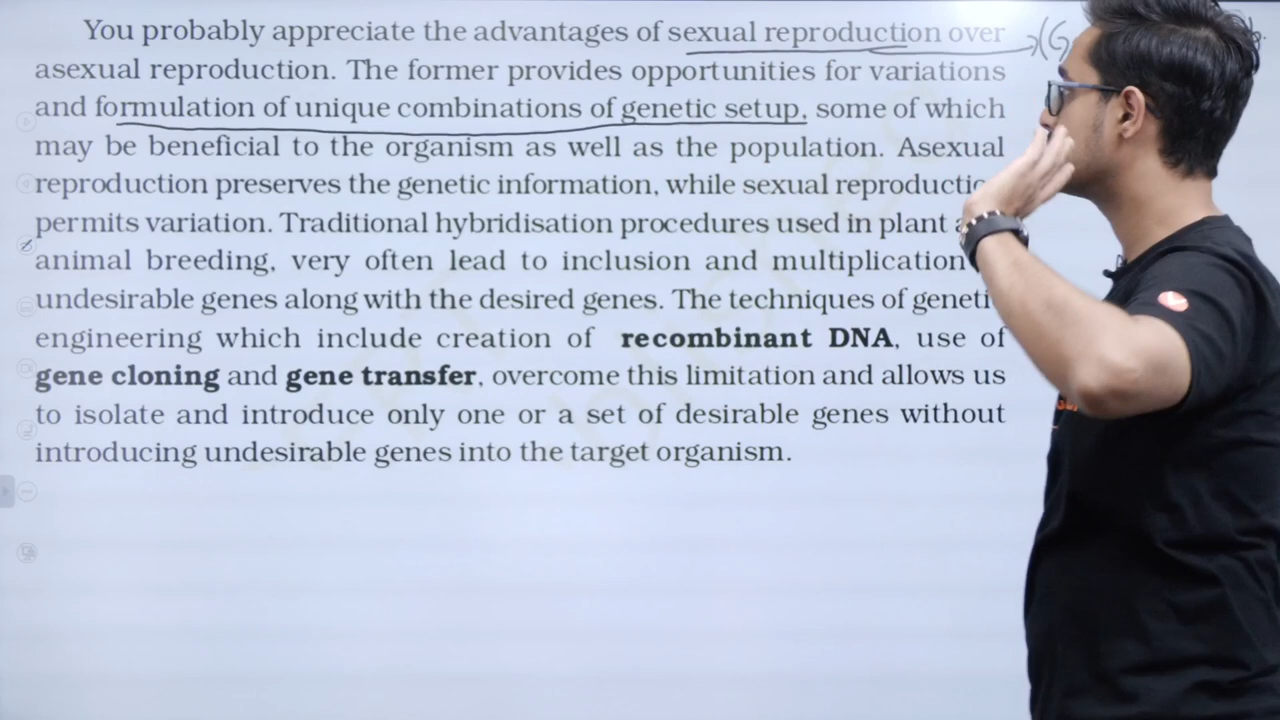 You probably appreciate the advantages of sexual reproduction over
asexual reproduction. The former provides opportunities for variations
and formulation of unique combinations of genetic setup, some of which
may be beneficial to the organism as well as the population. Asexual
reproduction preserves the genetic information, while sexual
permits variation. Traditional hybridisation procedures used in plant
animal breeding, very often lead to inclusion and multiplication
undesirable genes along with the desired genes. The techniques of
engineering which include creation of recombinant DNA, use of
gene cloning and gene transfer, overcome this limitation and allows us
to isolate and introduce only one or a set of desirable genes without
introducing undesirable genes into the target organism.